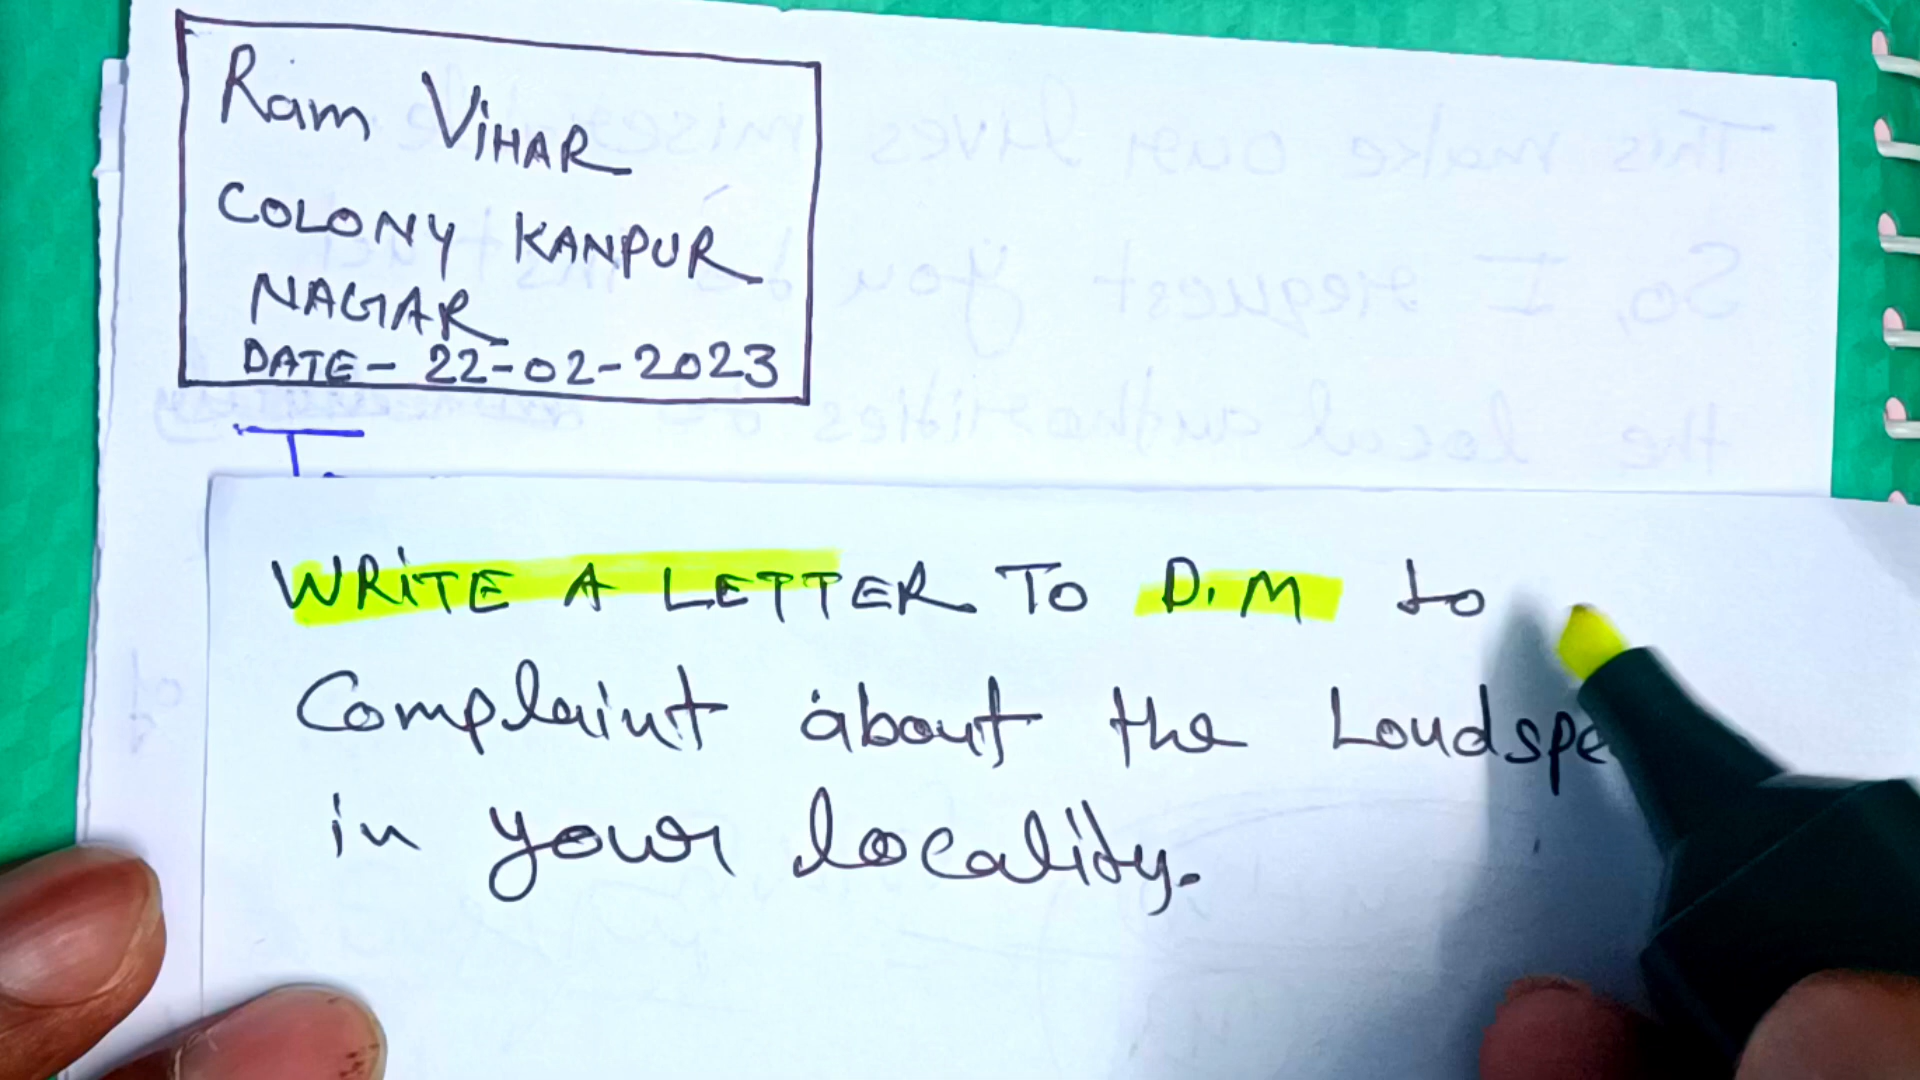 Ram VIHAR
COLONY KANPUR
NAGAR
DATE - 22-02-2023
WRITE A LETTER TO D.M to
Complaint about the Loudspe
in your locality.